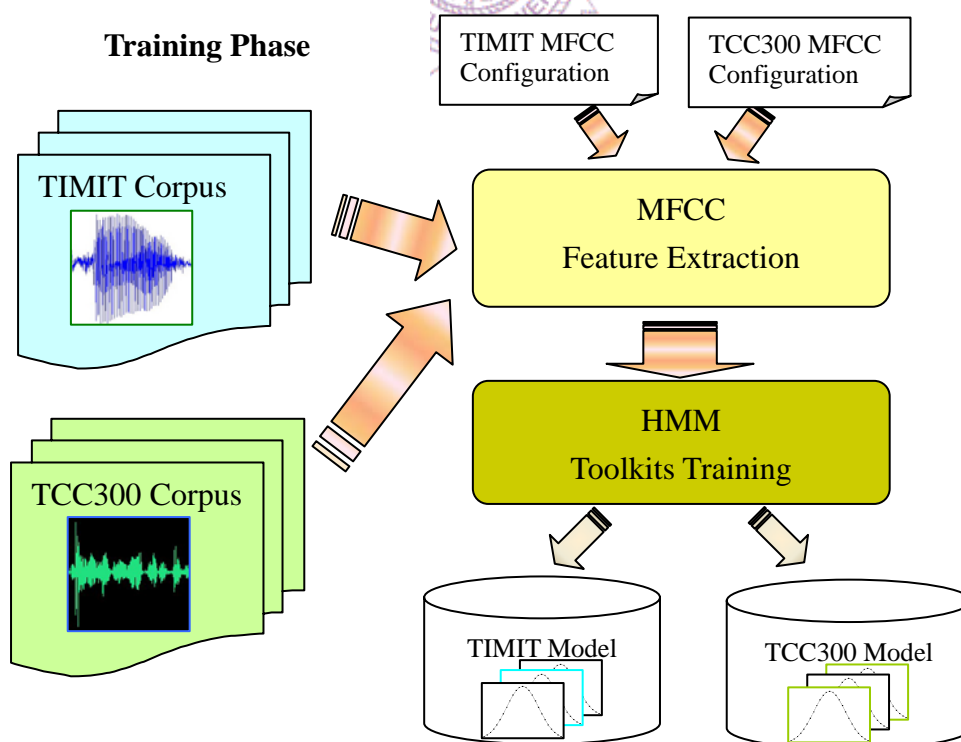 Training Phase
TIMIT MFCC
Configuration
TCC300 MFCC
Configuration
TIMIT Corpus
MFCC
Feature Extraction
TCC300 Corpus
HMM
Toolkits Training
TIMIT Model
TCC300 Model